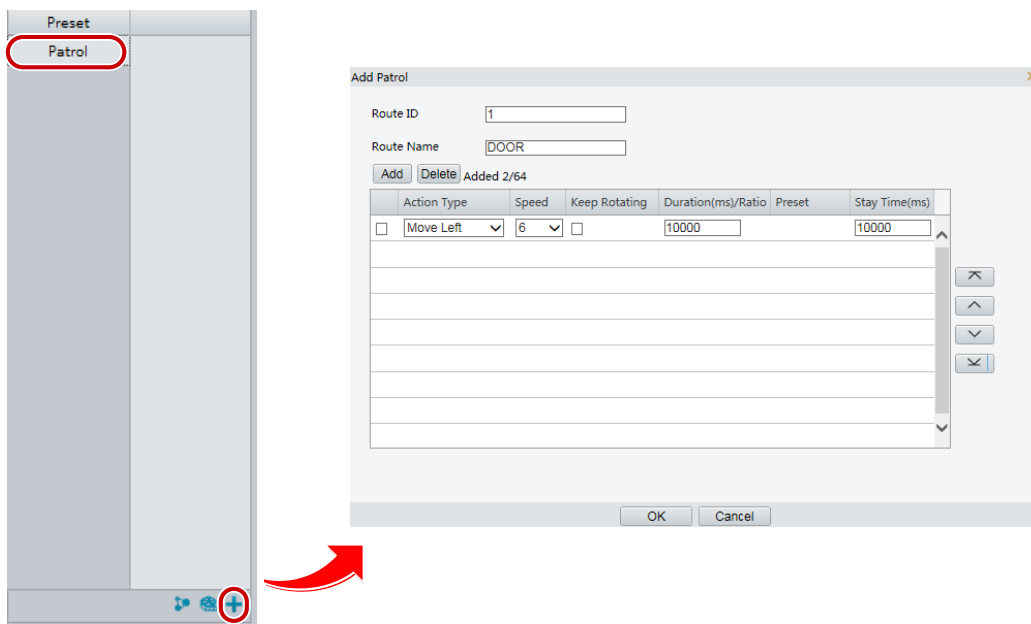 Preset
Patrol
Add Patrol
Route ID 1
Route Name DOOR
Add Delete Added 2/64
Action Type Speed Keep Rotating Duration(ms)/Ratio Preset Stay Time(ms)
Move Left 6 10000 10000
OK Cancel